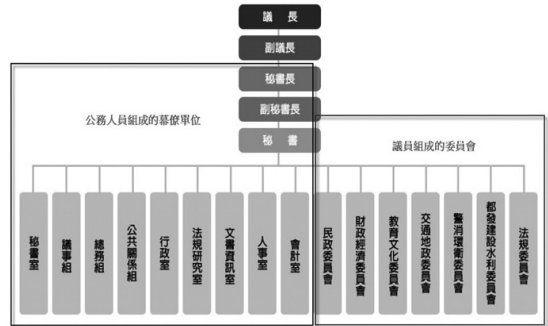 議 長
副議長
秘書長
副秘書長
秘 書
公務人員組成的幕僚單位
議員組成的委員會
秘書室
議事組
總務組
公共關係組
行政室
法規研究室
文書資訊室
人事室
會計室
民政委員會
財政經濟委員會
教育文化委員會
交通地政委員會
警消環衛委員會
都發建設水利委員會
法規委員會